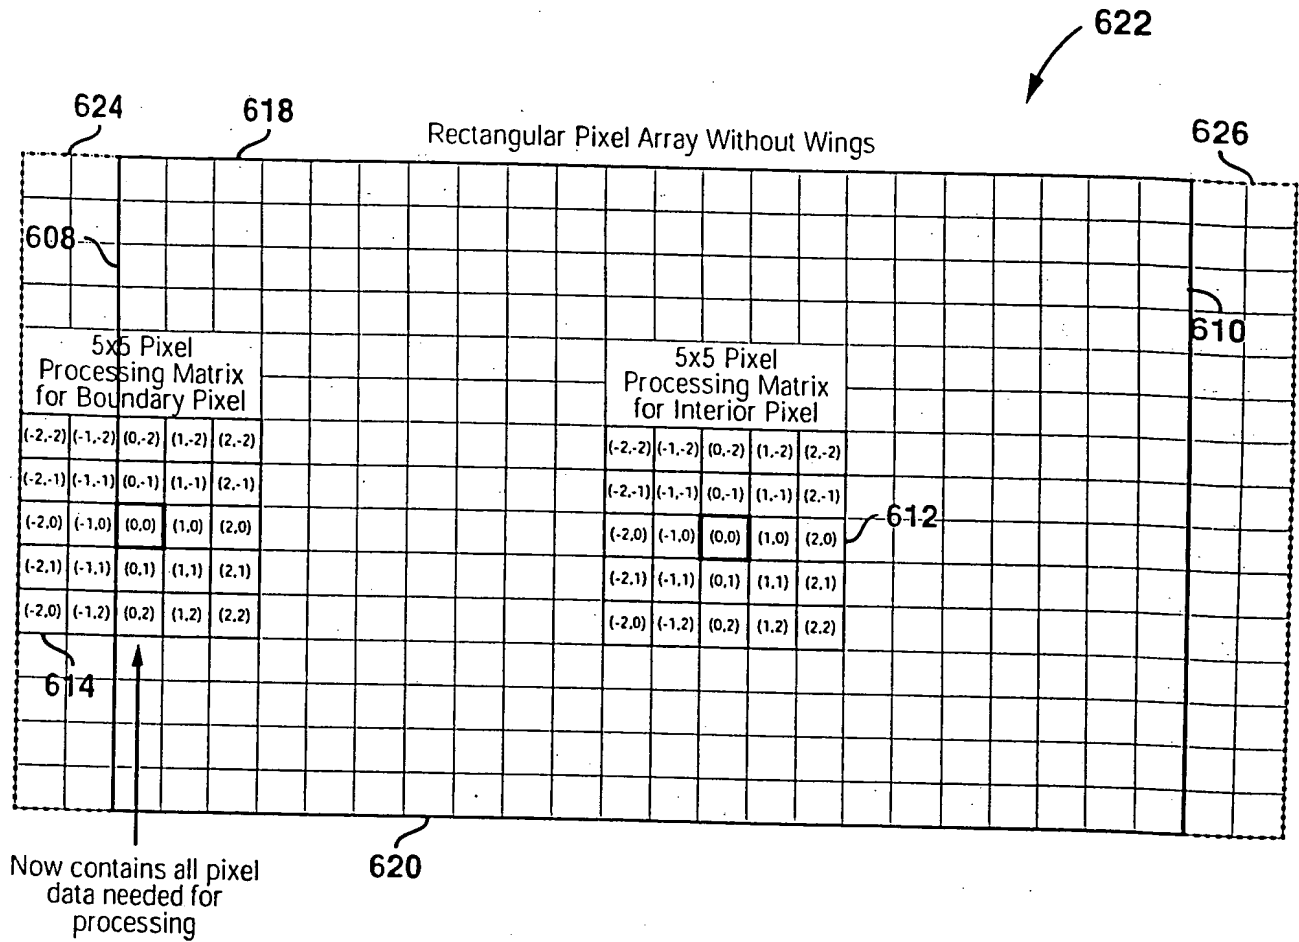 622
624
618
626
Rectangular Pixel Array Without Wings
608
610
5x5 Pixel
Processing Matrix
for Boundary Pixel
5x5 Pixel
Processing Matrix
for Interior Pixel
(-2,-2) (-1,-2) (0,-2) (1,-2) (2,-2)
(-2,-1) (-1,-1) (0,-1) (1,-1) (2,-1)
(-2,0) (-1,0) (0,0) (1,0) (2,0)
(-2,1) (-1,1) (0,1) (1,1) (2,1)
(-2,0) (-1,2) (0,2) (1,2) (2,2)
(-2,-2) (-1,-2) (0,-2) (1,-2) (2,-2)
(-2,-1) (-1,-1) (0,-1) (1,-1) (2,-1)
(-2,0) (-1,0) (0,0) (1,0) (2,0)
(-2,1) (-1,1) (0,1) (1,1) (2,1)
(-2,0) (-1,2) (0,2) (1,2) (2,2)
612
614
620
Now contains all pixel
data needed for
processing